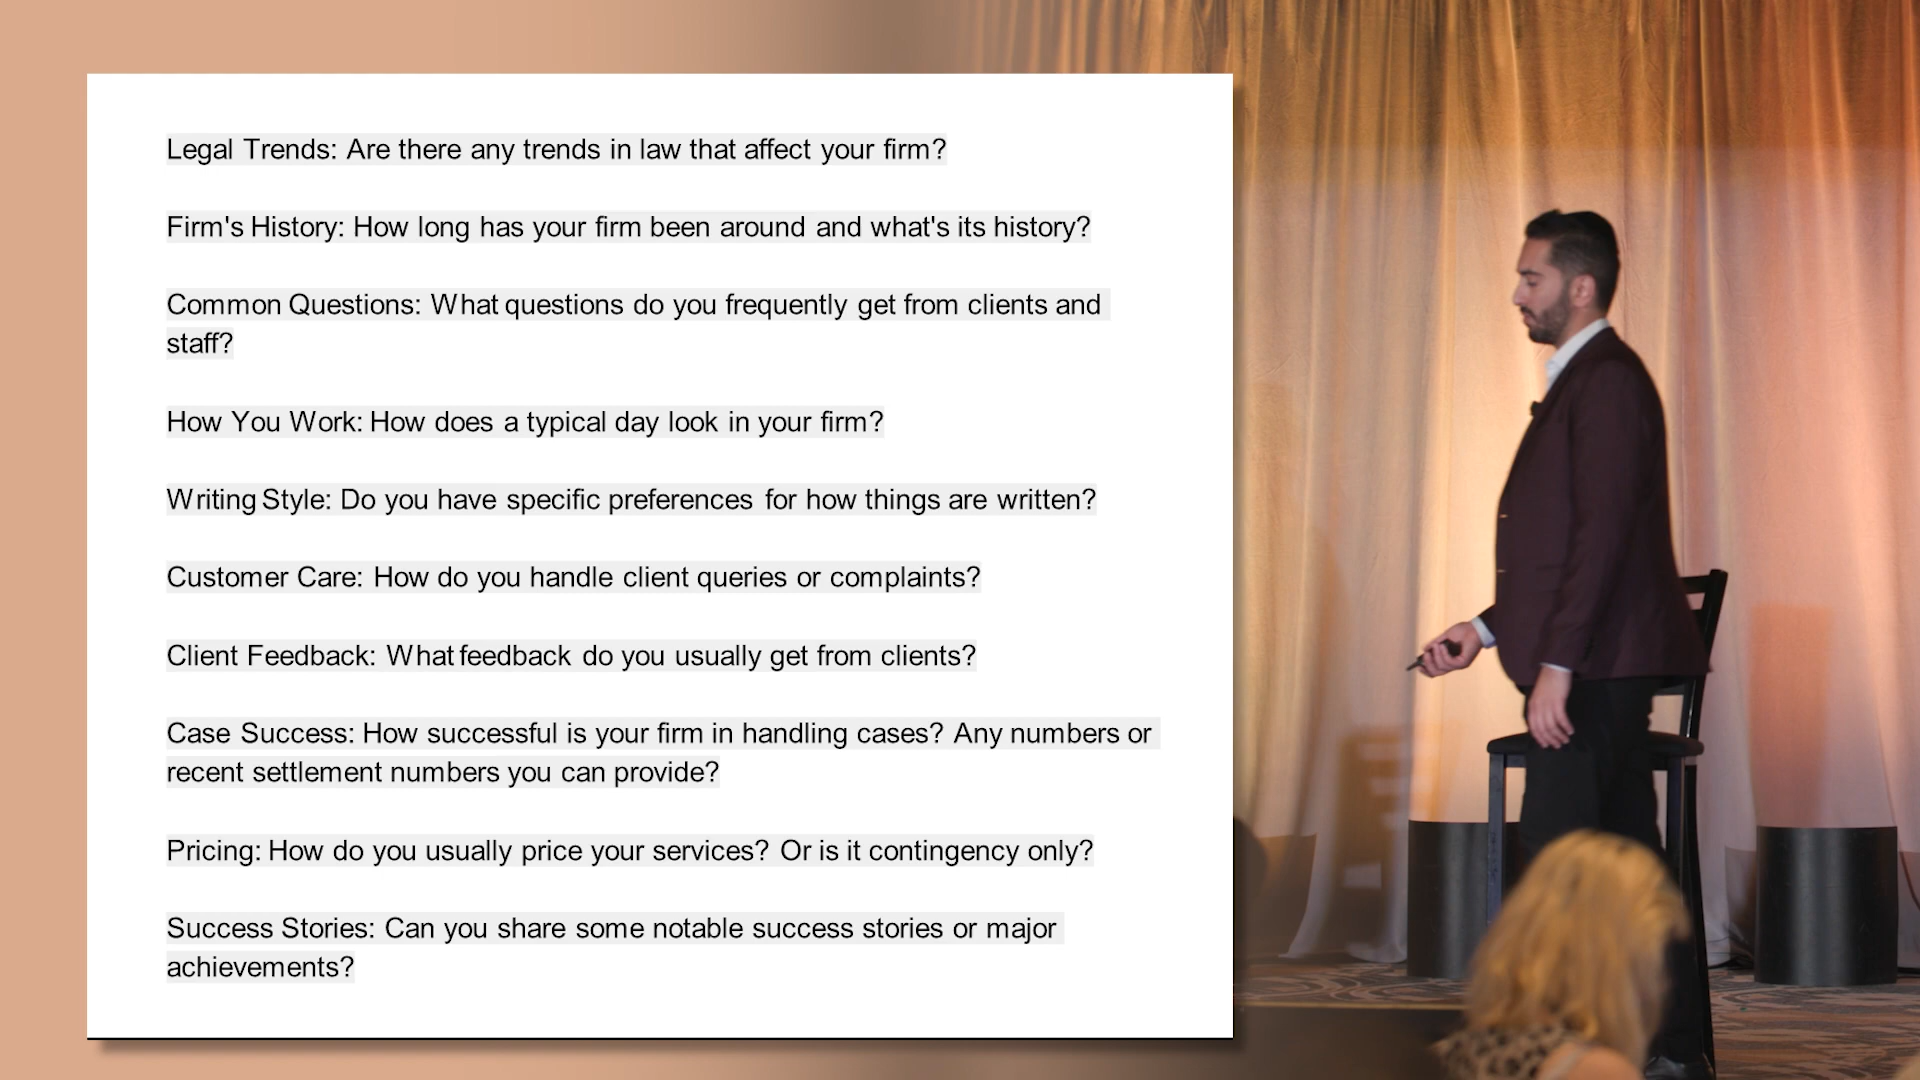 Legal Trends: Are there any trends in law that affect your firm?
Firm's History: How long has your firm been around and what's its history?
Common Questions: What questions do you frequently get from clients and
staff?
How You Work: How does a typical day look in your firm?
Writing Style: Do you have specific preferences for how things are written?
Customer Care: How do you handle client queries or complaints?
Client Feedback: What feedback do you usually get from clients?
Case Success: How successful is your firm in handling cases? Any numbers or
recent settlement numbers you can provide?
Pricing: How do you usually price your services? Or is it contingency only?
Success Stories: Can you share some notable success stories or major
achievements?